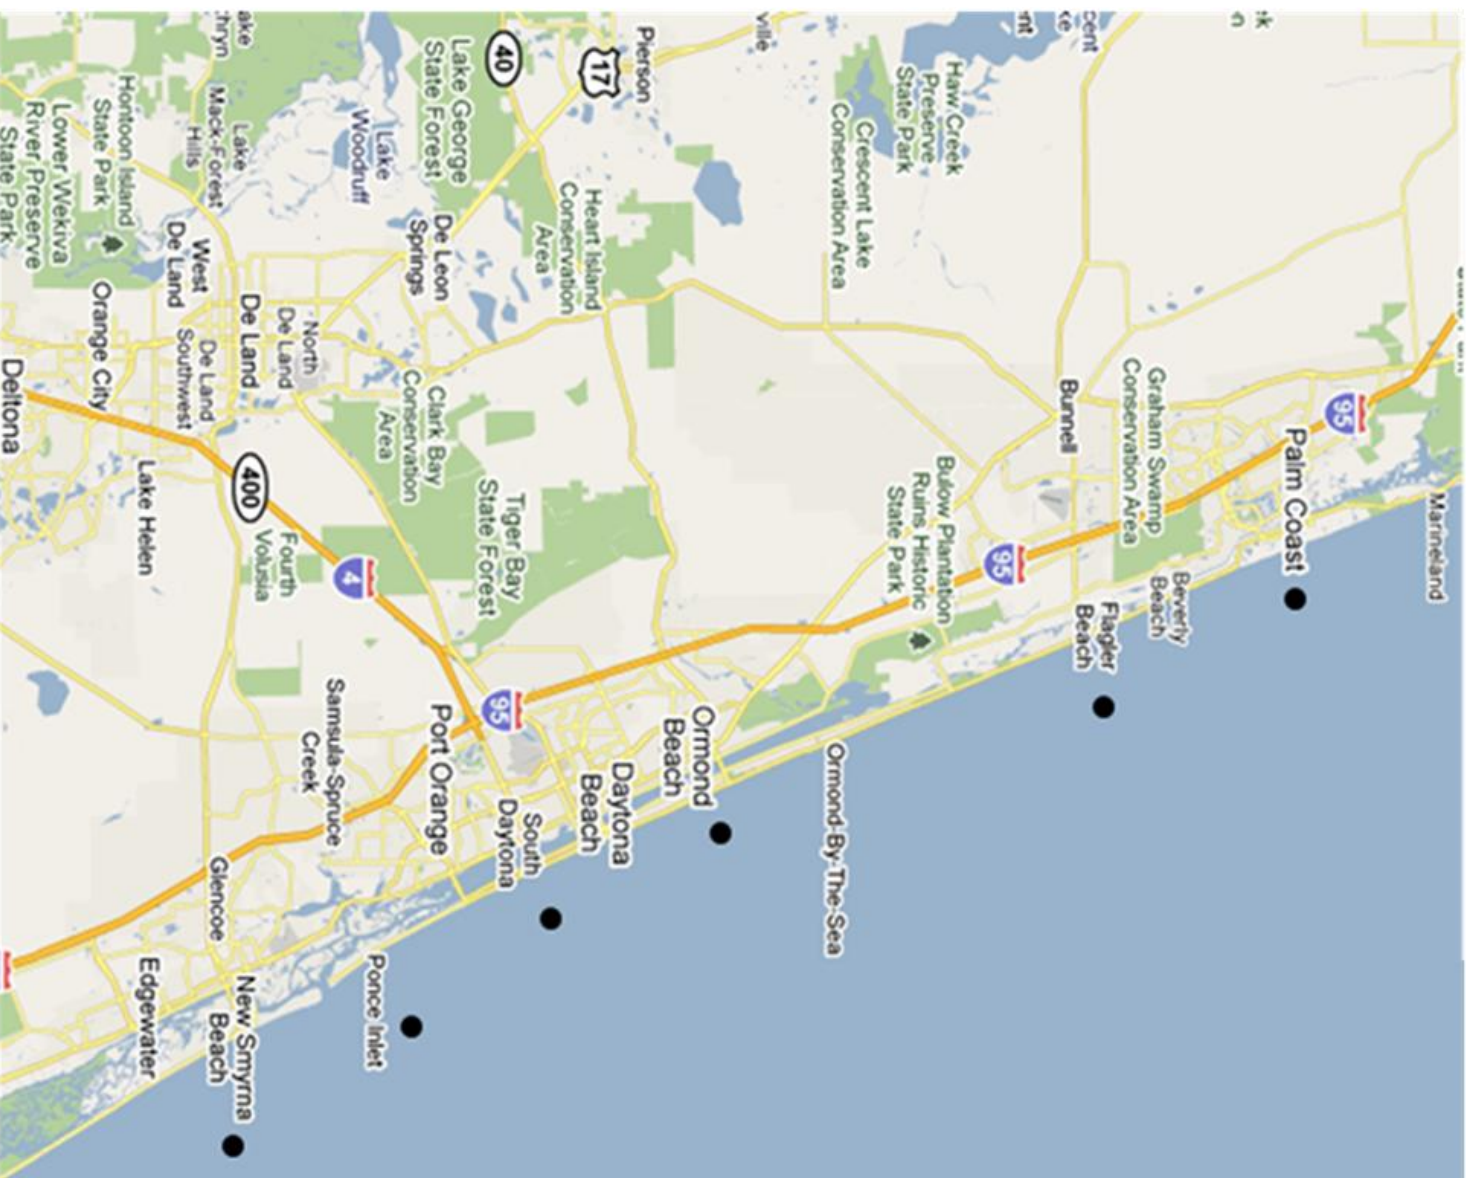 Marineland
95
Palm Coast
Beverly
Beach
Graham Swamp
Conservation Area
Flagler
Beach
Bunnell
95
Haw Creek
Preserve
State Park
Bulow Plantation
Ruins Historic
State Park
Crescent Lake
Conservation Area
Ormond-By-The-Sea
Ormond
Beach
Pierson
17
Daytona
Beach
Heart Island
Conservation
Area
South
Daytona
Tiger Bay
State Forest
95
40
Lake George
State Forest
De Leon
Springs
Port Orange
Clark Bay
Conservation
Area
Ponce Inlet
Lake
Woodruff
4
Samsula-Spruce
Creek
North
De Land
Fourth
Volusia
De Land
400
New Smyrna
Beach
Glencoe
Lake
Mack-Forest
Hills
De Land
Southwest
West
De Land
Lake Helen
Edgewater
Hontoon Island
State Park
Orange City
Lower Wekiva
River Preserve
State Park
Deltona